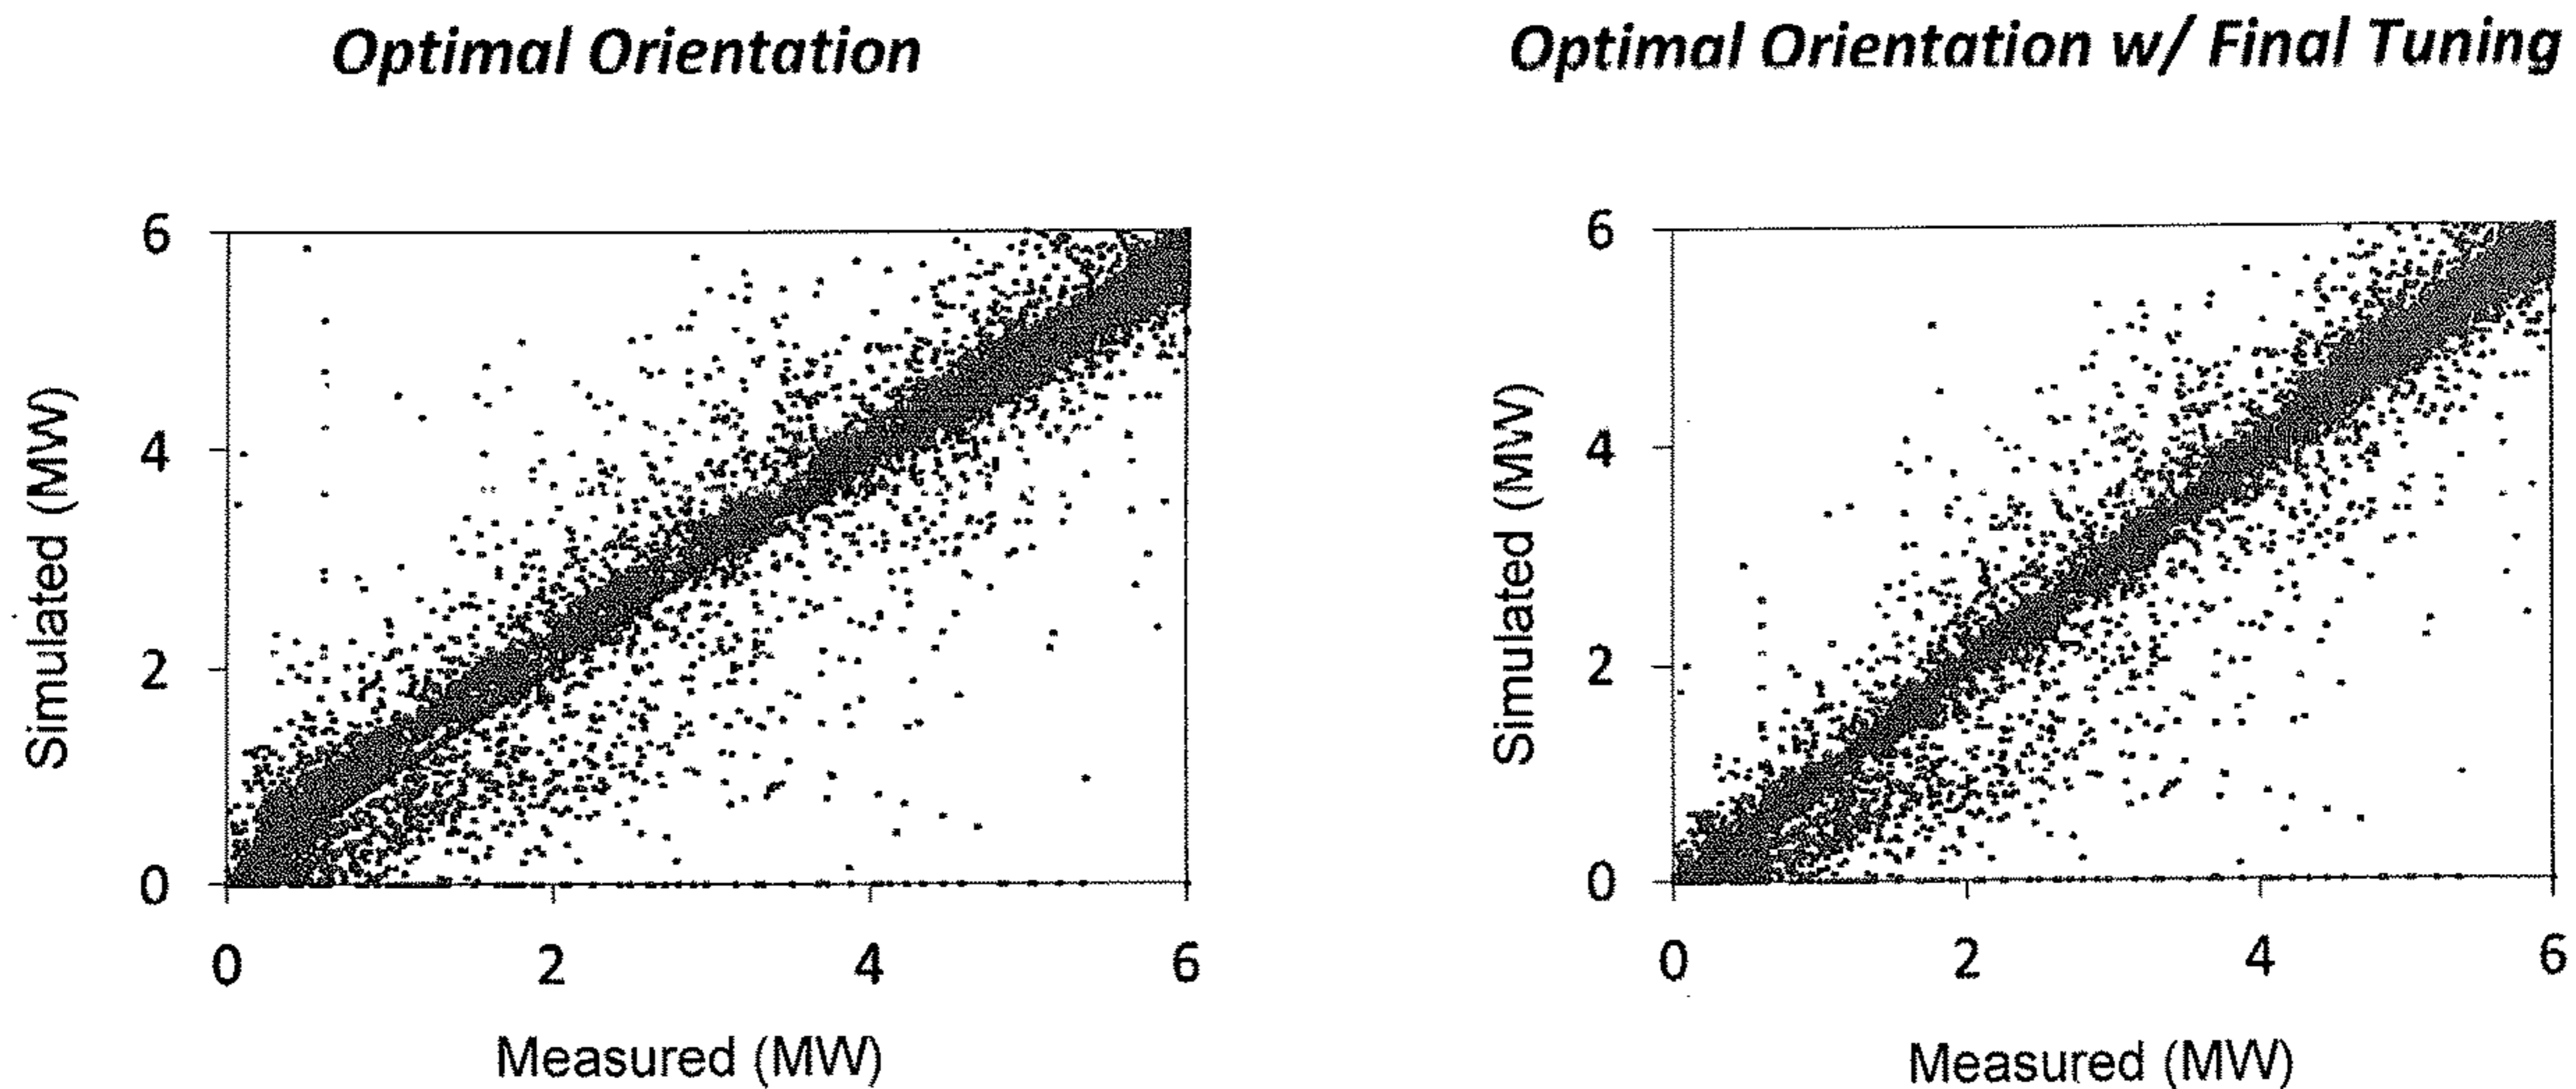 Optimal Orientation
6
4
2
0
Simulated (MW)
0 2 4 6
Measured (MW)
Optimal Orientation w/ Final Tuning
6
4
2
0
Simulated (MW)
0 2 4 6
Measured (MW)